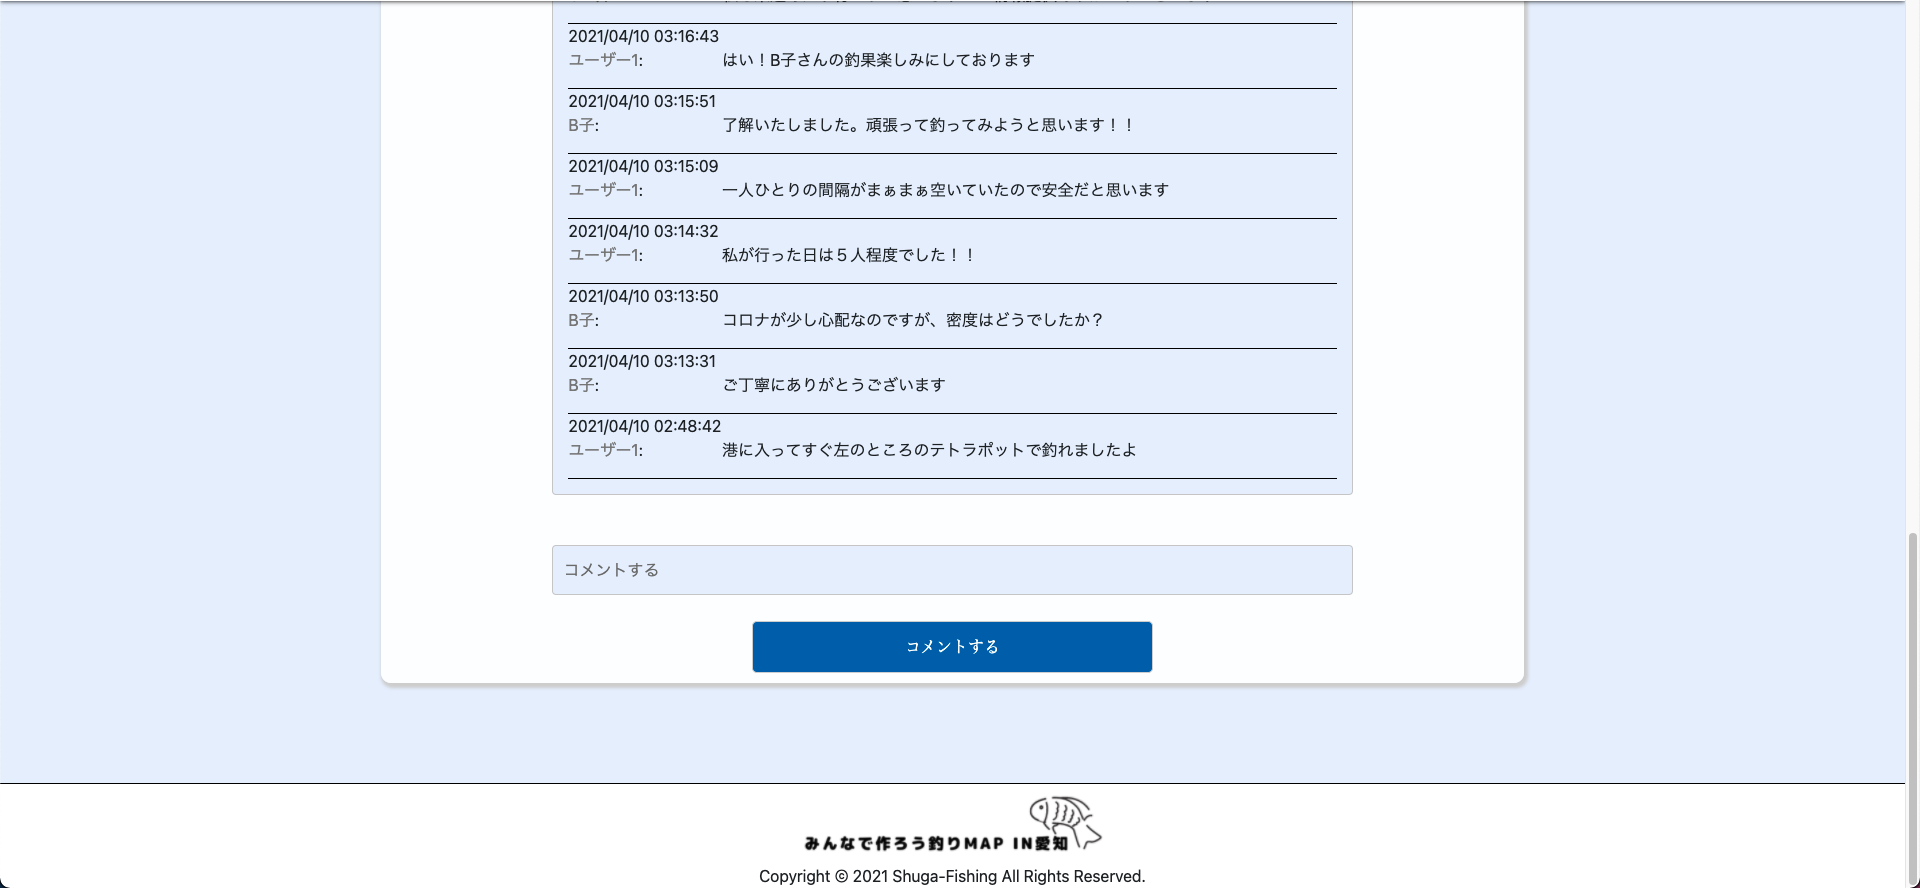 2021/04/10 03:16:43
ユーザー1: はい！B子さんの釣果楽しみにしております
2021/04/10 03:15:51
B子: 了解いたしました。頑張って釣ってみようと思います！！
2021/04/10 03:15:09
ユーザー1: 一人ひとりの間隔がまぁまぁ空いていたので安全だと思います
2021/04/10 03:14:32
ユーザー1: 私が行った日は５人程度でした！！
2021/04/10 03:13:50
B子: コロナが少し心配なのですが、密度はどうでしたか？
2021/04/10 03:13:31
B子: ご丁寧にありがとうございます
2021/04/10 02:48:42
ユーザー1: 港に入ってすぐ左のところのテトラポットで釣れましたよ
コメントする
コメントする
みんなで作ろう釣りMAP IN愛知
Copyright © 2021 Shuga-Fishing All Rights Reserved.